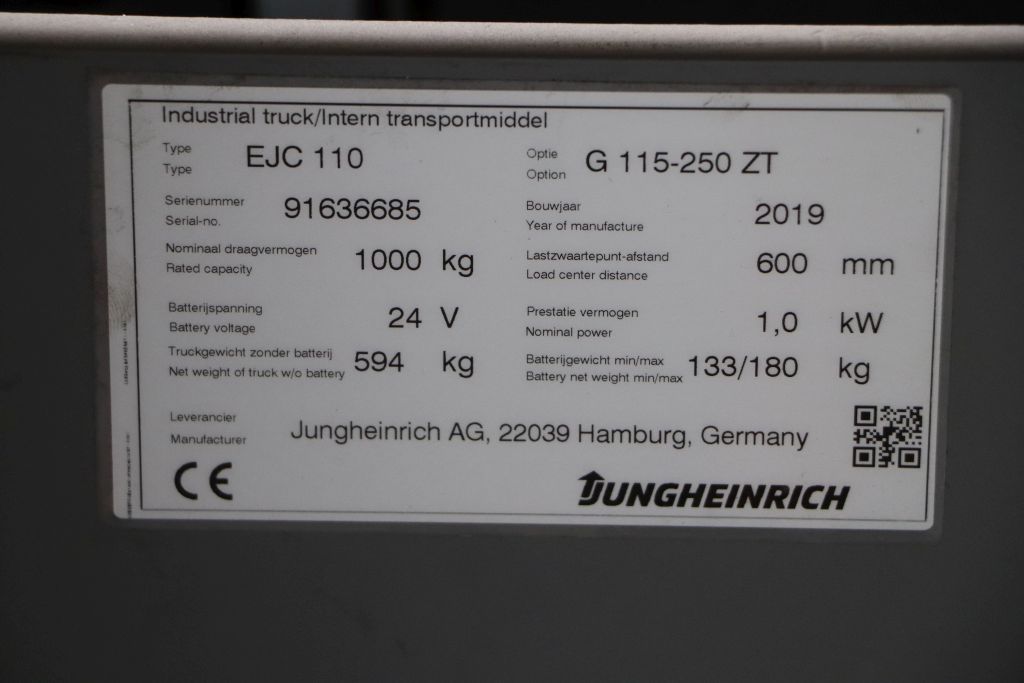 Industrial truck/Intern transportmiddel
Type
Type
EJC 110
Optie
Option
G 115-250 ZT
Serienummer
Serial-no.
91636685
Bouwjaar
Year of manufacture
2019
Nominaal draagvermogen
Rated capacity
1000 kg
Lastzwaartepunt-afstand
Load center distance
600 mm
Batterijspanning
Battery voltage
24 V
Prestatie vermogen
Nominal power
1,0 kW
Truckgewicht zonder batterij
Net weight of truck w/o battery
594 kg
Batterijgewicht min/max
Battery net weight min/max
133/180 kg
Leverancier
Manufacturer
Jungheinrich AG, 22039 Hamburg, Germany
CE
JUNGHEINRICH